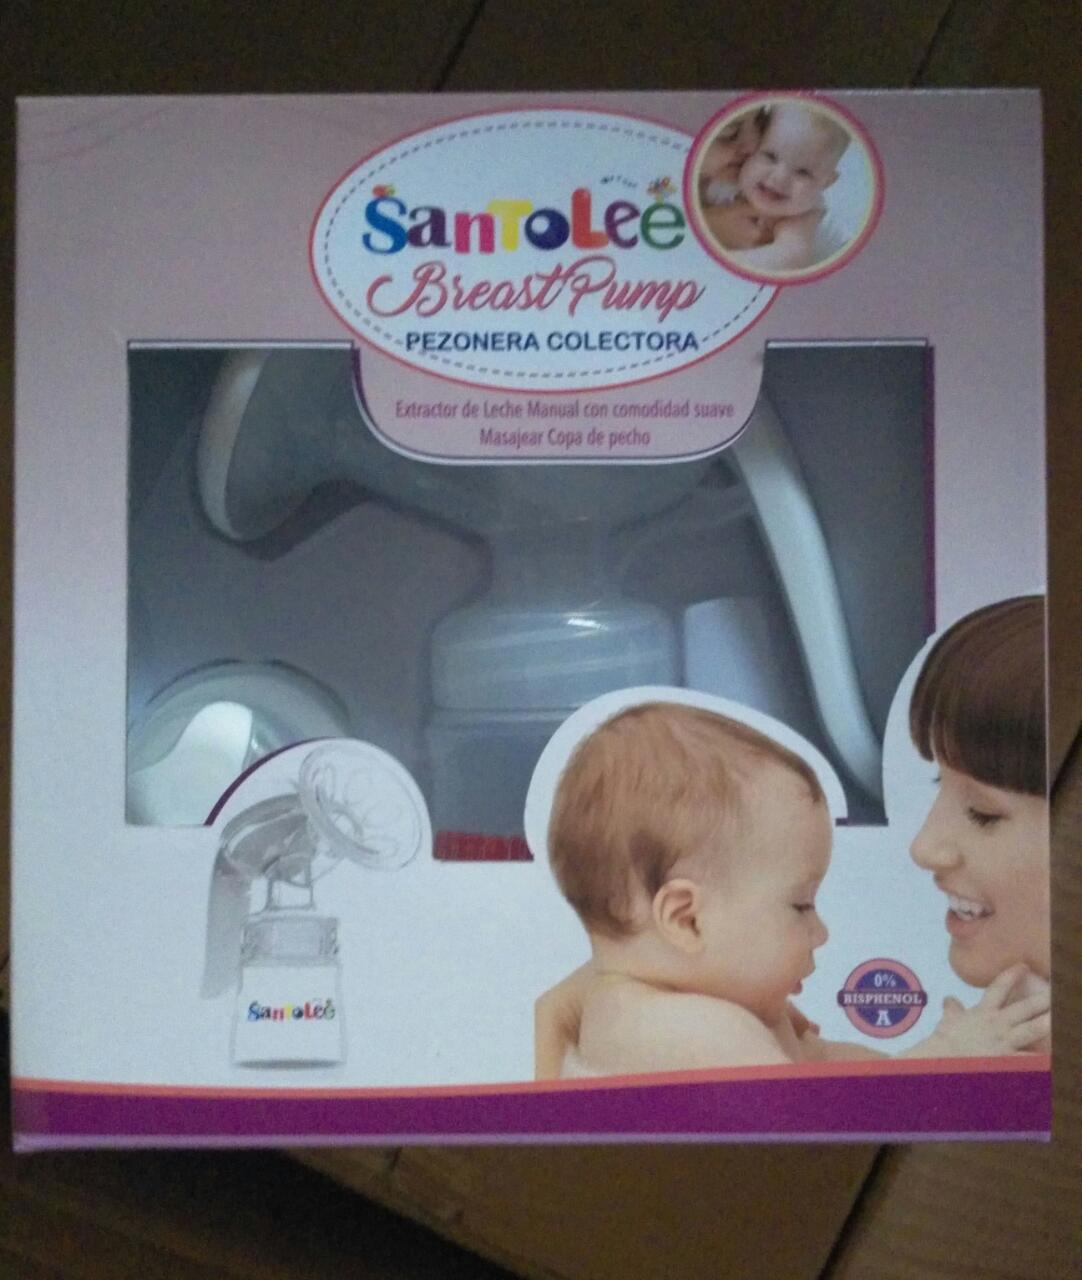 SanToLee
Breast Pump
PEZONERA COLECTORA
Extractor de Leche Manual con comodidad suave
Masajear Copa de pecho
SanToLee
0%
BISPHENOL
A